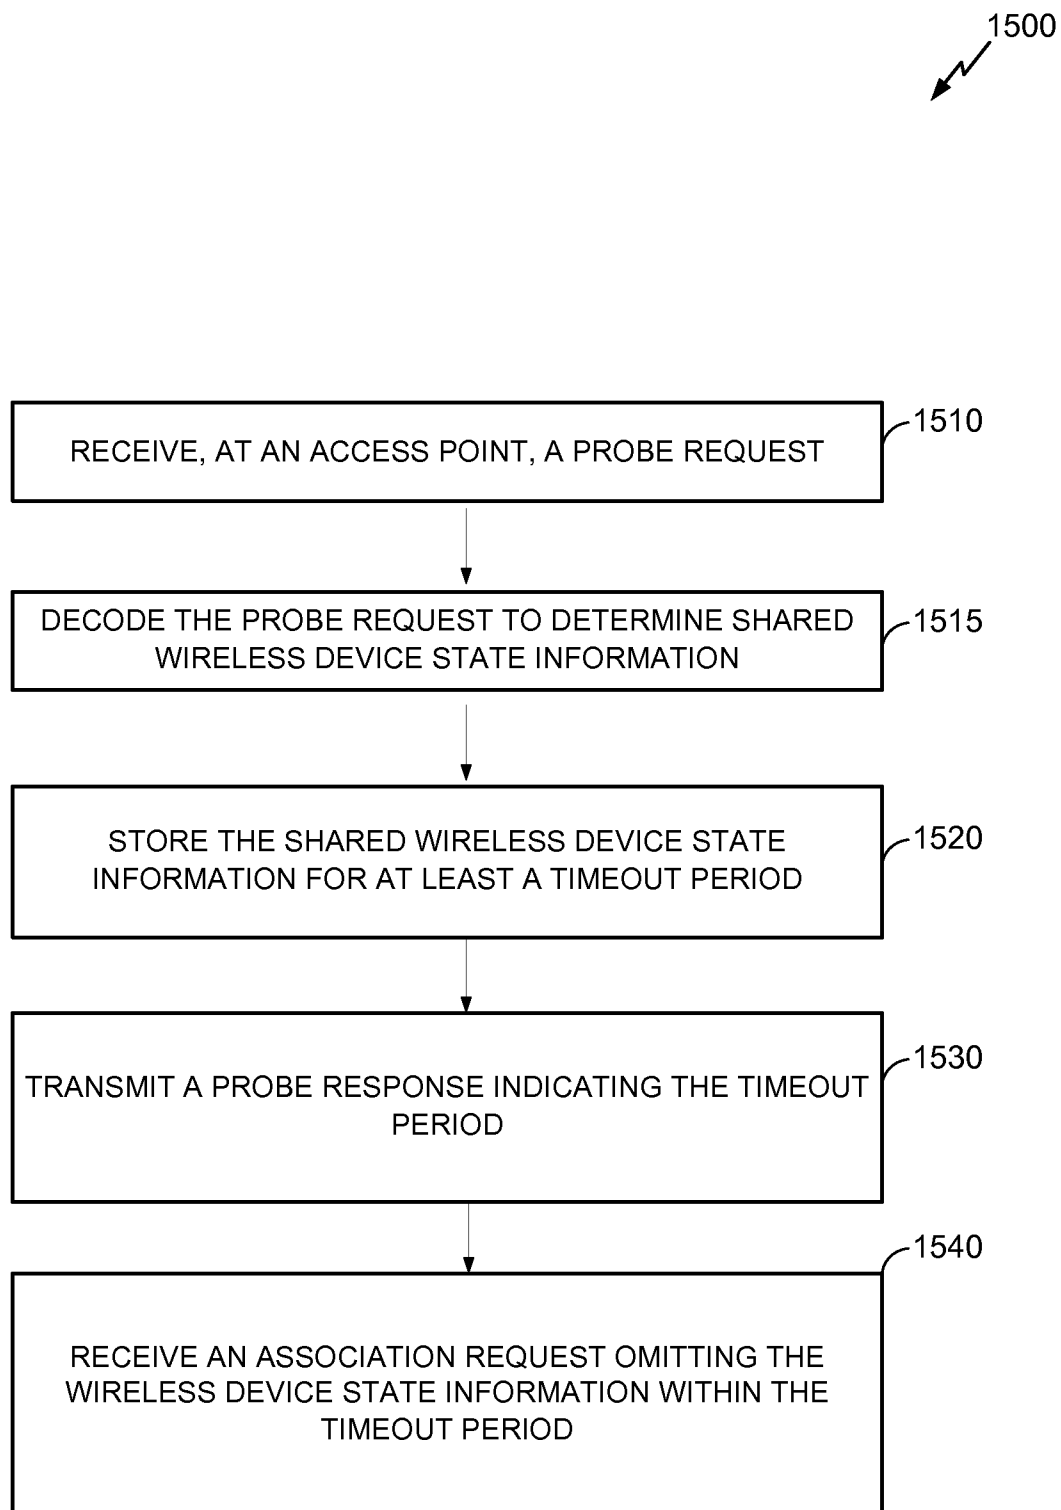 1500
RECEIVE, AT AN ACCESS POINT, A PROBE REQUEST
1510
DECODE THE PROBE REQUEST TO DETERMINE SHARED
WIRELESS DEVICE STATE INFORMATION
1515
STORE THE SHARED WIRELESS DEVICE STATE
INFORMATION FOR AT LEAST A TIMEOUT PERIOD
1520
TRANSMIT A PROBE RESPONSE INDICATING THE TIMEOUT
PERIOD
1530
RECEIVE AN ASSOCIATION REQUEST OMITTING THE
WIRELESS DEVICE STATE INFORMATION WITHIN THE
TIMEOUT PERIOD
1540